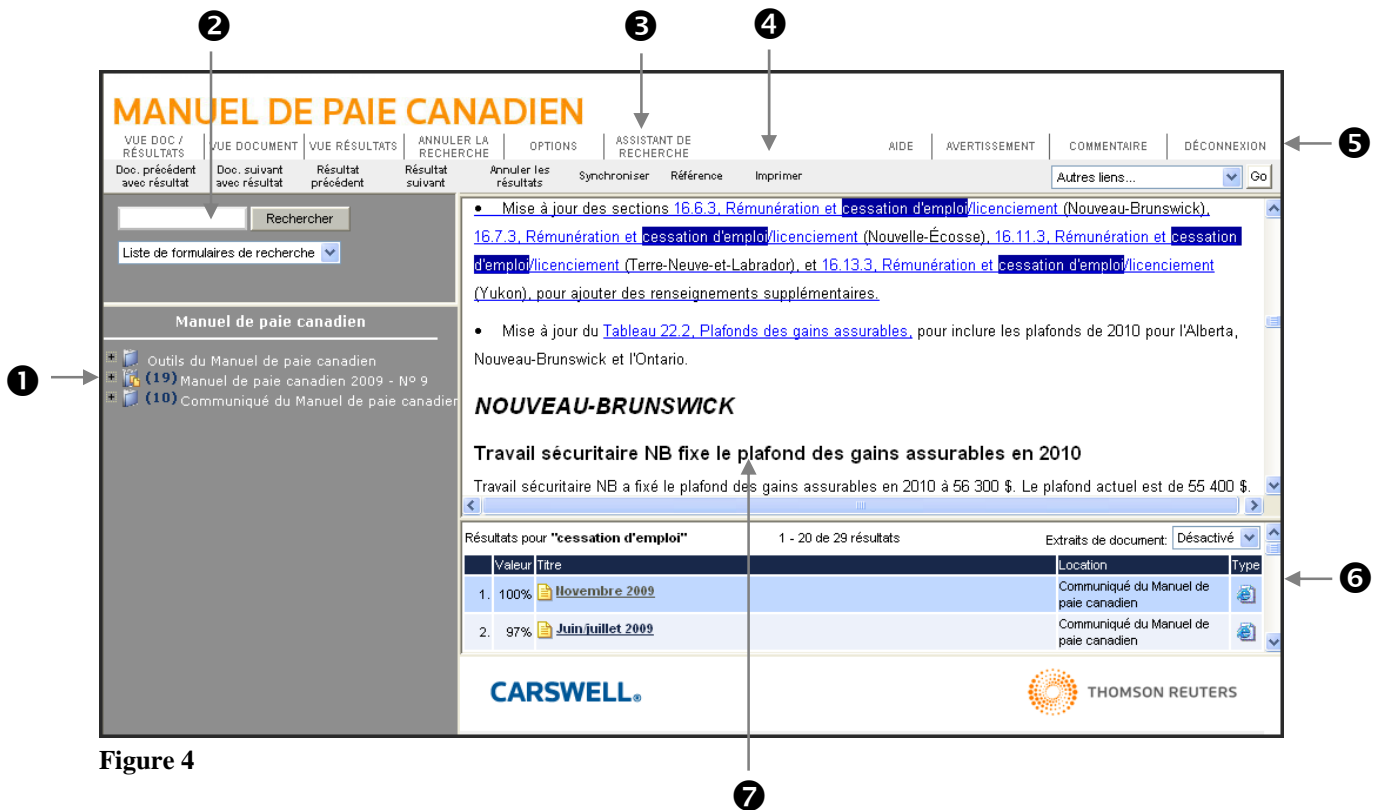 ❷
❸
❹
MANUEL DE PAIE CANADIEN
VUE DOC / RÉSULTATS
VUE DOCUMENT
VUE RÉSULTATS
ANNULER LA RECHERCHE
OPTIONS
ASSISTANT DE RECHERCHE
AIDE
AVERTISSEMENT
COMMENTAIRE
DÉCONNEXION
❺
Doc. précédent avec résultat
Doc. suivant avec résultat
Résultat précédent
Résultat suivant
Annuler les résultats
Synchroniser
Référence
Imprimer
Autres liens...
Go
Rechercher
Liste de formulaires de recherche
Manuel de paie canadien
❶
Outils du Manuel de paie canadien
(19) Manuel de paie canadien 2009 - Nº 9
(10) Communiqué du Manuel de paie canadien
• Mise à jour des sections 16.6.3, Rémunération et cessation d'emploi/licenciement (Nouveau-Brunswick),
16.7.3, Rémunération et cessation d'emploi/licenciement (Nouvelle-Écosse), 16.11.3, Rémunération et cessation
d'emploi/licenciement (Terre-Neuve-et-Labrador), et 16.13.3, Rémunération et cessation d'emploi/licenciement
(Yukon), pour ajouter des renseignements supplémentaires.
• Mise à jour du Tableau 22.2, Plafonds des gains assurables, pour inclure les plafonds de 2010 pour l'Alberta,
Nouveau-Brunswick et l'Ontario.
NOUVEAU-BRUNSWICK
Travail sécuritaire NB fixe le plafond des gains assurables en 2010
Travail sécuritaire NB a fixé le plafond des gains assurables en 2010 à 56 300 $. Le plafond actuel est de 55 400 $.
Résultats pour "cessation d'emploi"
1 - 20 de 29 résultats
Extraits de document: Désactivé
Valeur Titre Location Type
❻
1. 100% Novembre 2009 Communiqué du Manuel de paie canadien
2. 97% Juin/juillet 2009 Communiqué du Manuel de paie canadien
CARSWELL®
THOMSON REUTERS
Figure 4
❼